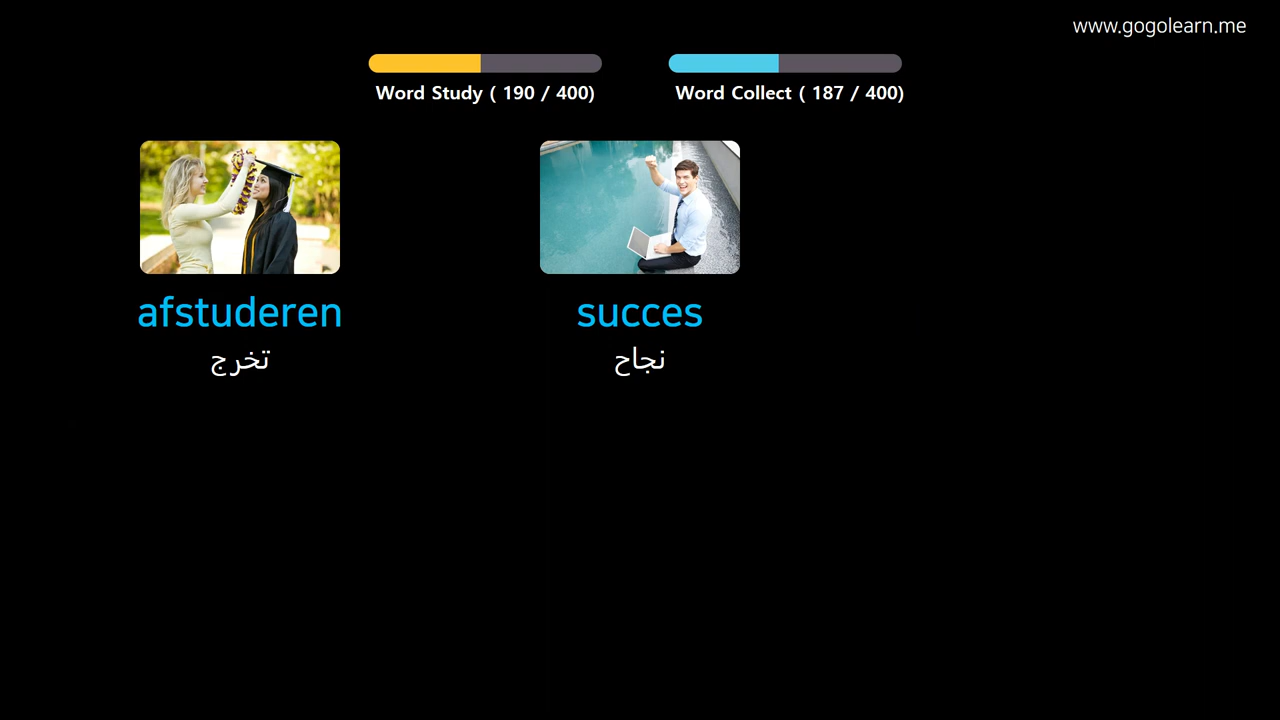 www.gogolearn.me
Word Study ( 190 / 400)
Word Collect ( 187 / 400)
afstuderen
تخرج
succes
نجاح